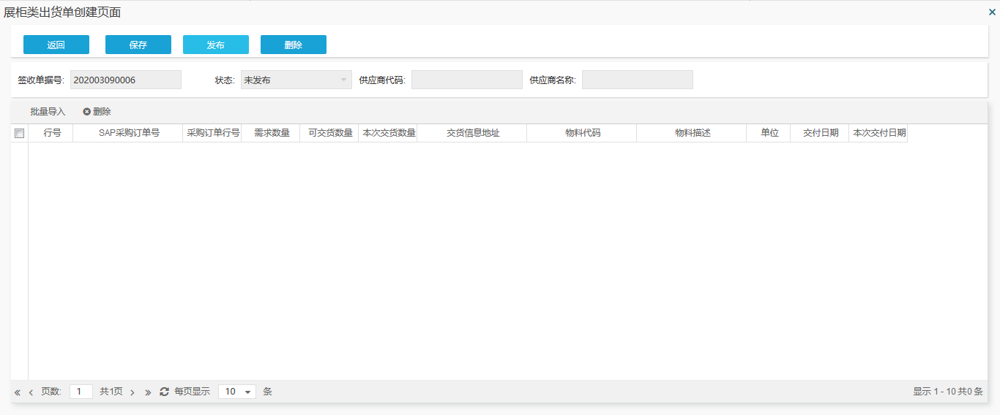 展柜类出货单创建页面
返回 保存 发布 删除
签收单据号: 202003090006 状态: 未发布 供应商代码: 供应商名称:
批量导入 删除
行号 SAP采购订单号 采购订单行号 需求数量 可交货数量 本次交货数量 交货信息地址 物料代码 物料描述 单位 交付日期 本次交付日期
« ‹ 页数: 1 共1页 › » 每页显示 10 条 显示 1 - 10 共0 条